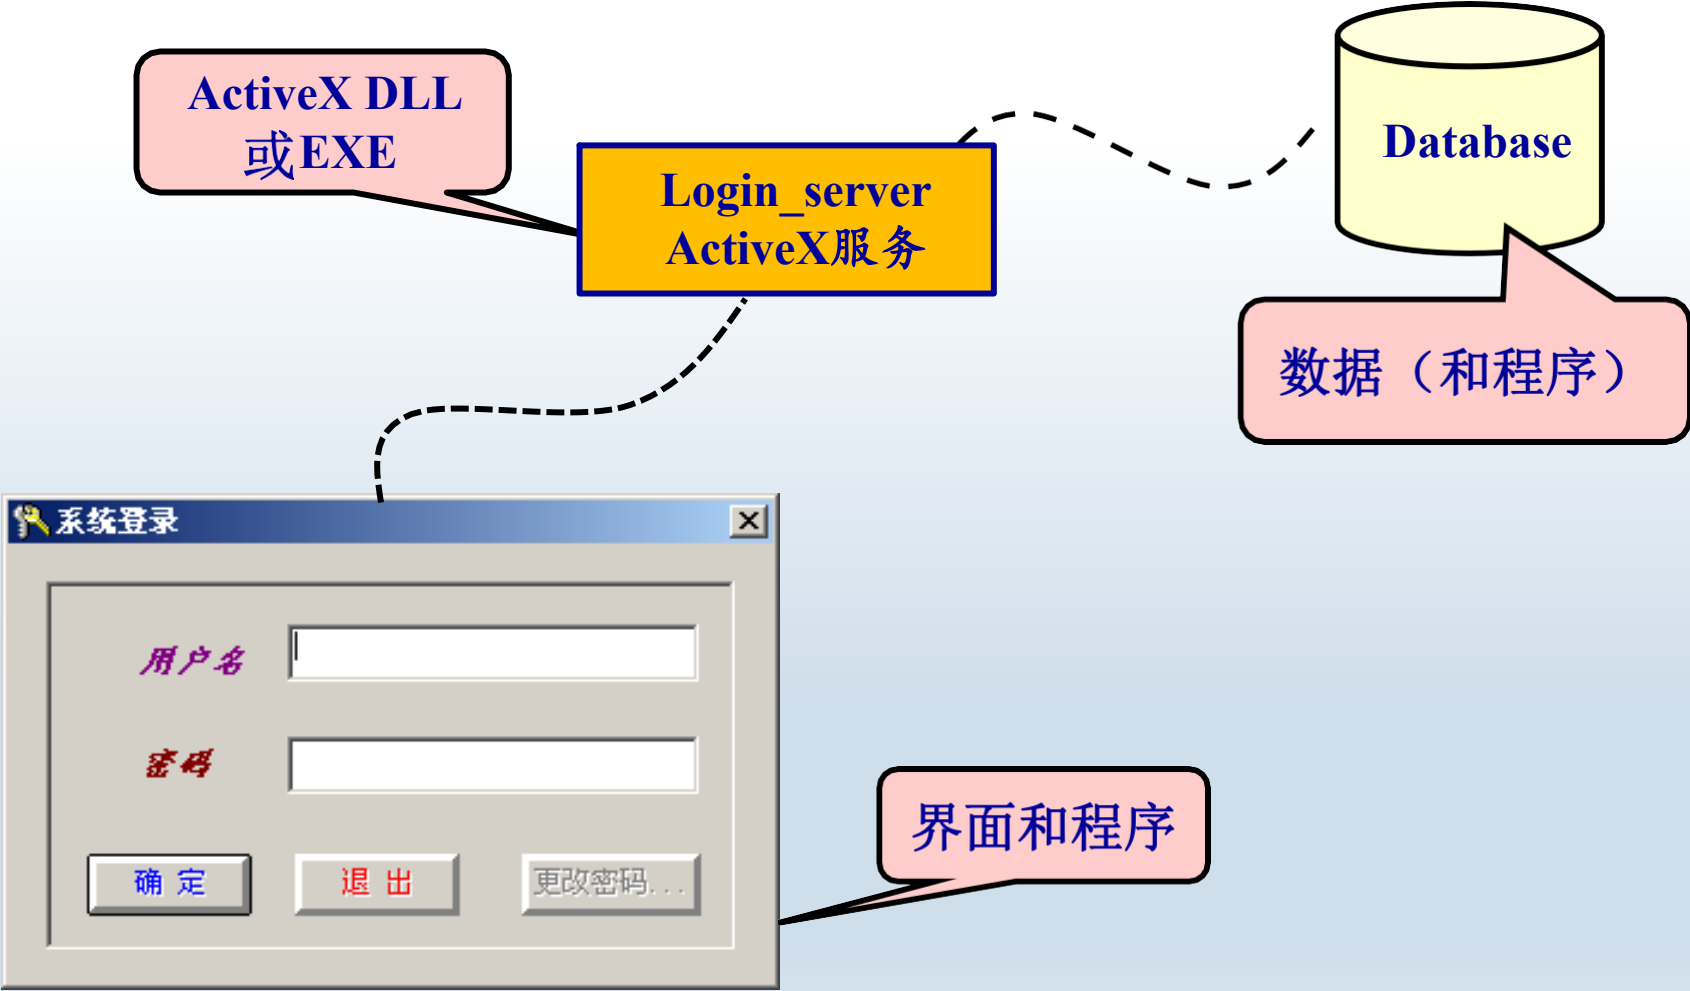 ActiveX DLL
或EXE
Login_server
ActiveX服务
Database
数据（和程序）
系统登录
用户名
密码
确 定
退 出
更改密码...
界面和程序